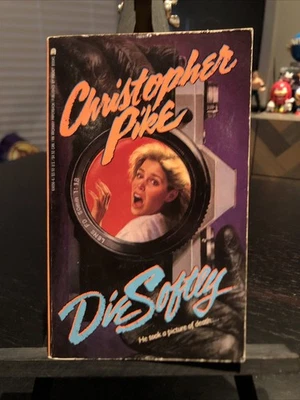 Christopher
Pike
Die Softly
He took a picture of death...